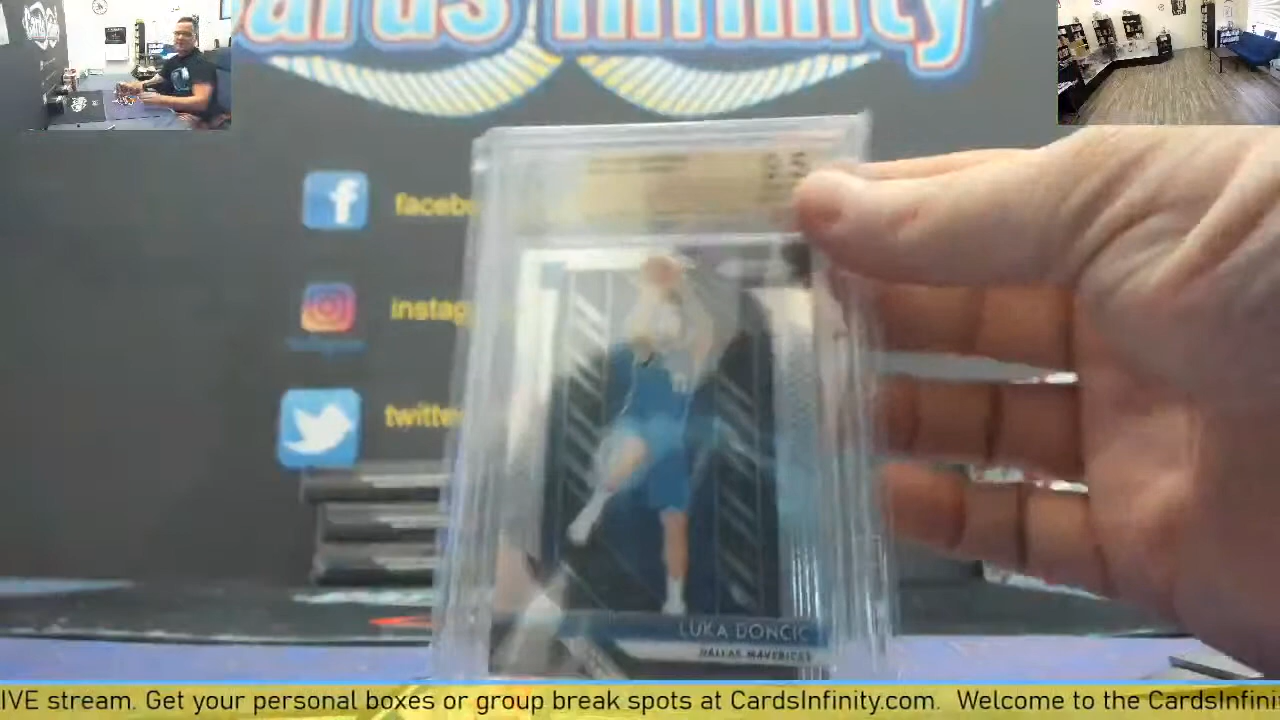 ards Infinity
9.5
faceb
instag
twitte
LUKA DONCIC
DALLAS MAVERICKS
IVE stream. Get your personal boxes or group break spots at CardsInfinity.com. Welcome to the CardsInfini